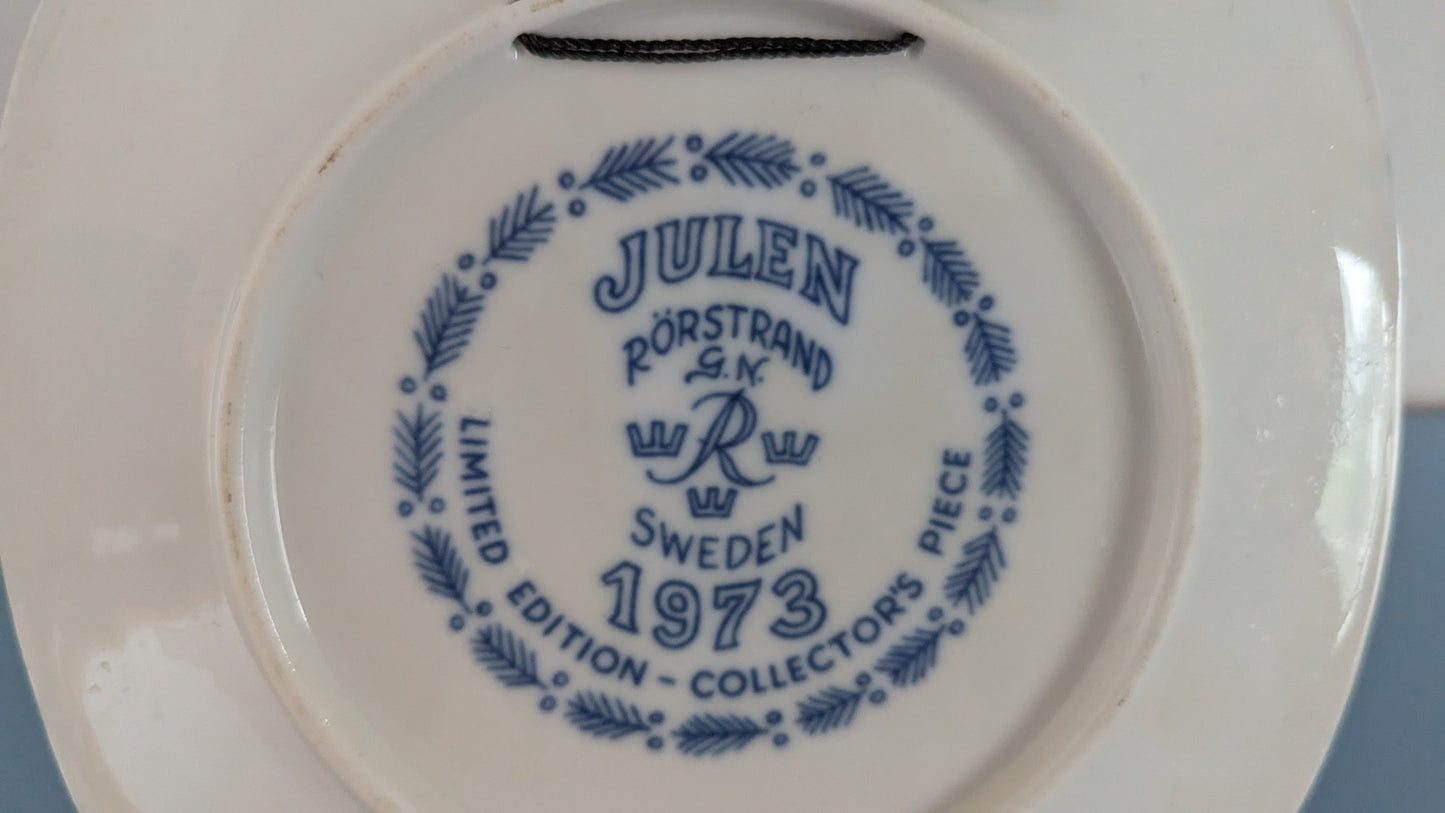 JULEN
RÖRSTRAND
G.N.
R
SWEDEN
1973
LIMITED EDITION - COLLECTOR'S PIECE